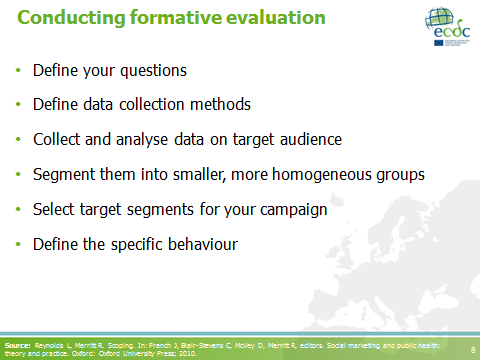 Conducting formative evaluation
ecdc
• Define your questions
• Define data collection methods
• Collect and analyse data on target audience
• Segment them into smaller, more homogeneous groups
• Select target segments for your campaign
• Define the specific behaviour
Source: Reynolds L, Merritt R. Scoping. In: French J, Blair-Stevens C, McVey D, Merritt R, editors. Social marketing and public health:
theory and practice. Oxford: Oxford University Press; 2010.
8